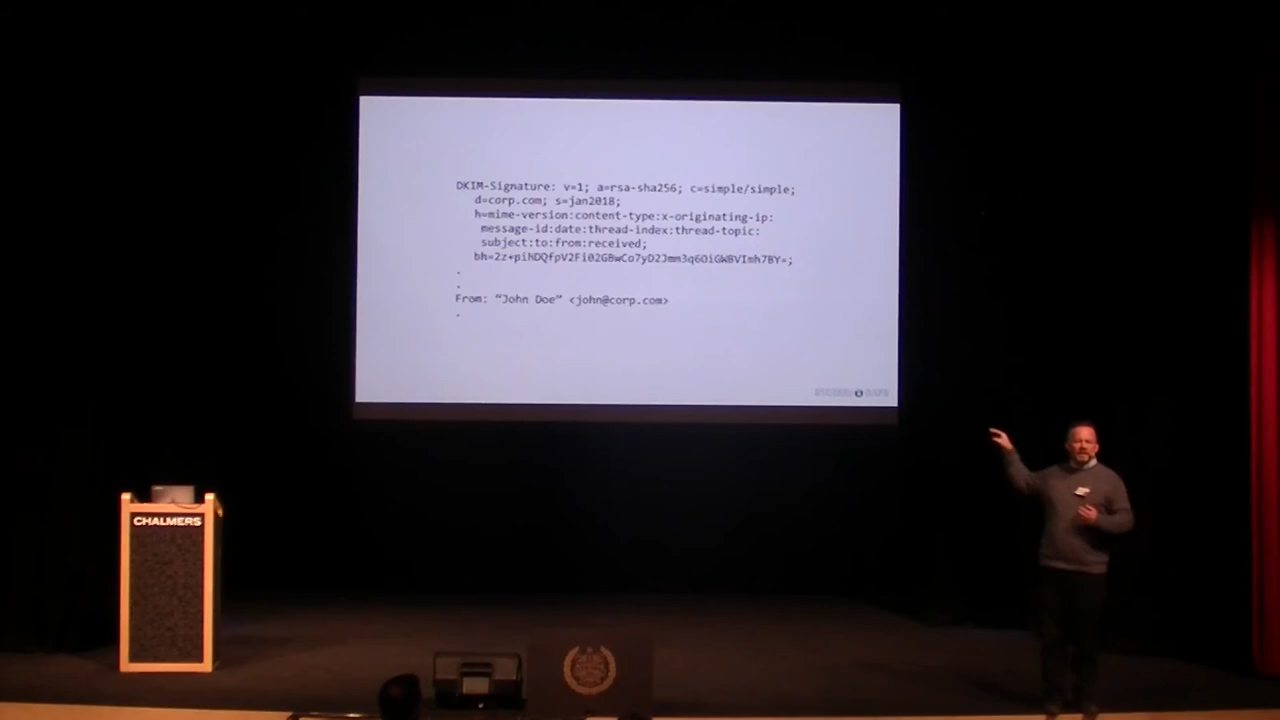 DKIM-Signature: v=1; a=rsa-sha256; c=simple/simple;
d=corp.com; s=jan2018;
h=mime-version:content-type:x-originating-ip:
message-id:date:thread-index:thread-topic:
subject:to:from:received;
bh=2z+pihDQfpV2Fi02GBwCo7yD2Jmm3q6OiGWBVImh7BY=;
.
.
From: “John Doe” <john@corp.com>
.
CHALMERS